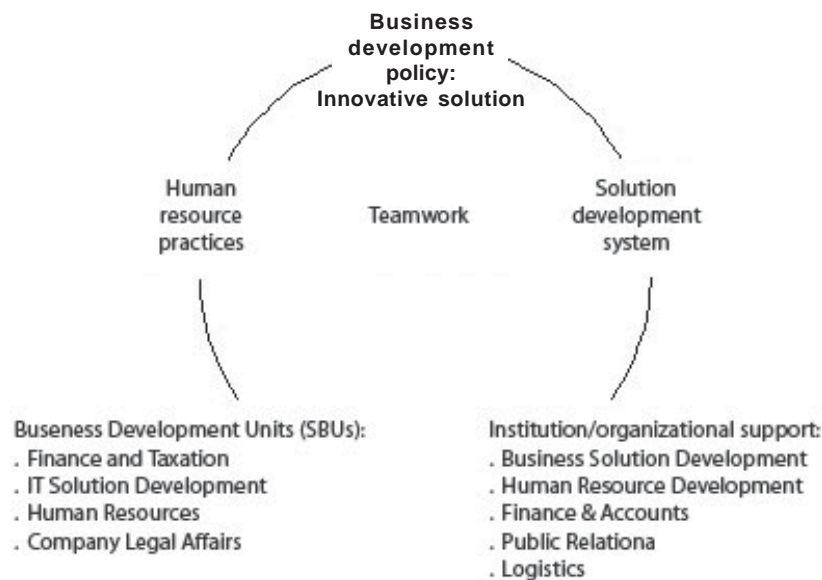 Business
development
policy:
Innovative solution
Human
resource
practices
Teamwork
Solution
development
system
Buseness Development Units (SBUs):
. Finance and Taxation
. IT Solution Development
. Human Resources
. Company Legal Affairs
Institution/organizational support:
. Business Solution Development
. Human Resource Development
. Finance & Accounts
. Public Relationa
. Logistics